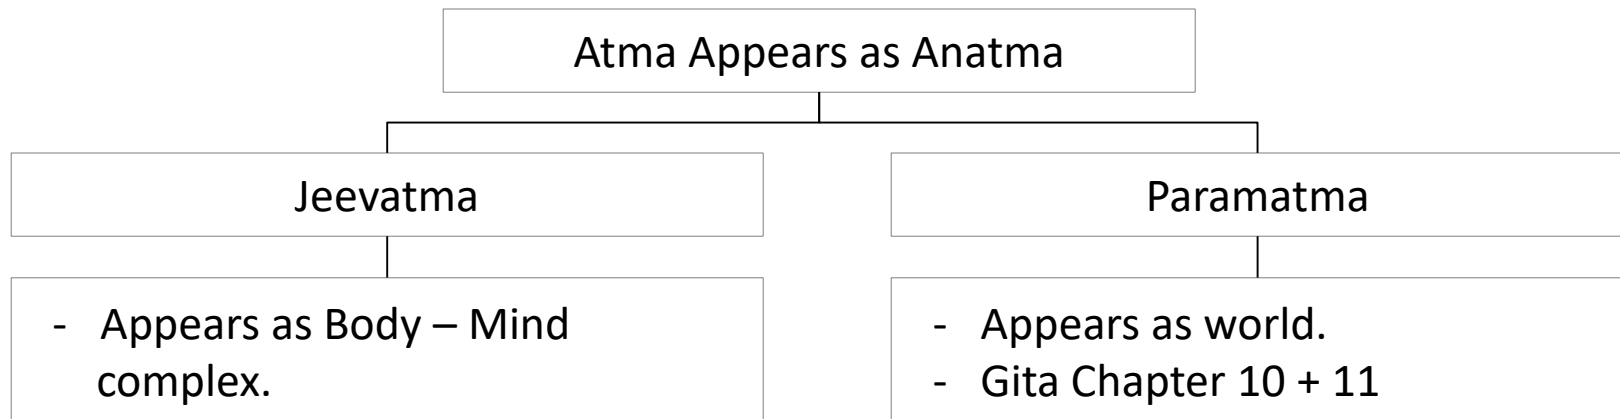 Atma Appears as Anatma
Jeevatma
Paramatma
- Appears as Body – Mind
complex.
- Appears as world.
- Gita Chapter 10 + 11